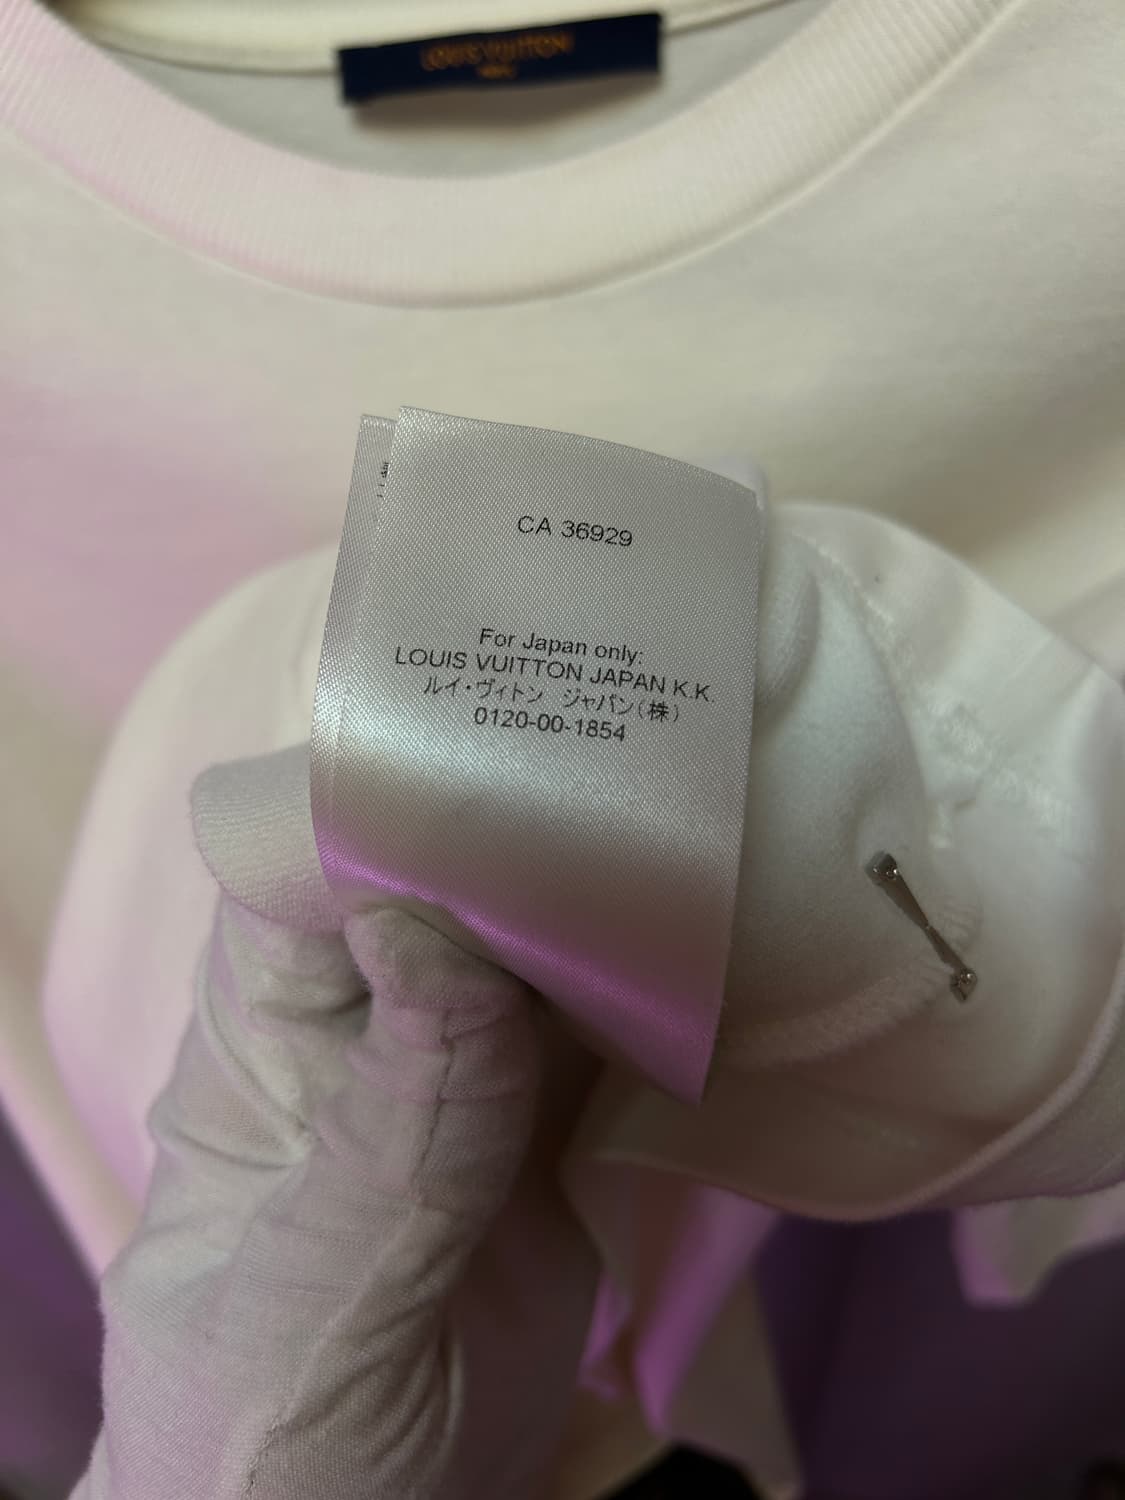 LOUIS VUITTON
CA 36929
For Japan only:
LOUIS VUITTON JAPAN K.K.
ルイ・ヴィトン ジャパン(株)
0120-00-1854